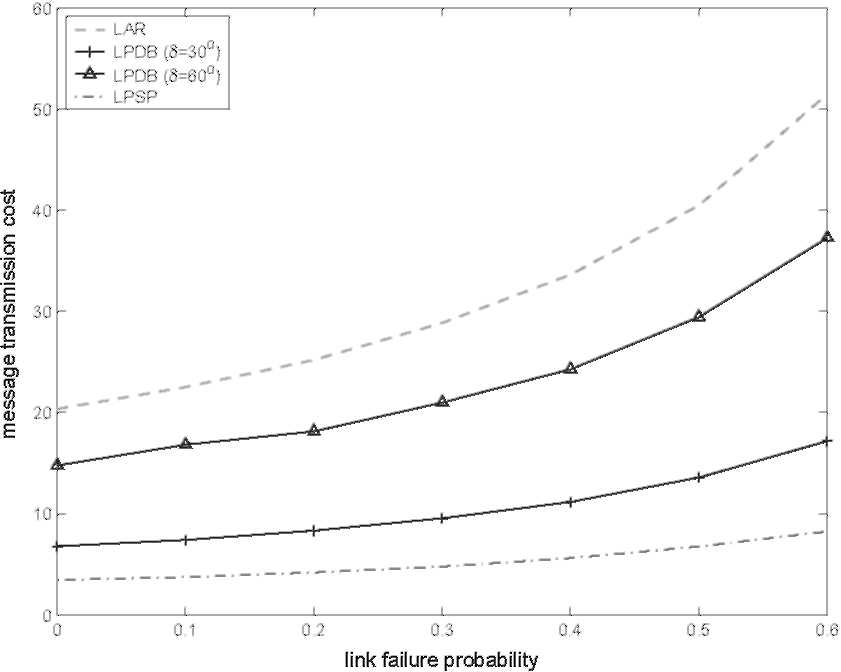 60
50
40
30
20
10
0
message transmission cost
LAR
LPDB (δ=30°)
LPDB (δ=60°)
LPSP
0 0.1 0.2 0.3 0.4 0.5 0.6
link failure probability